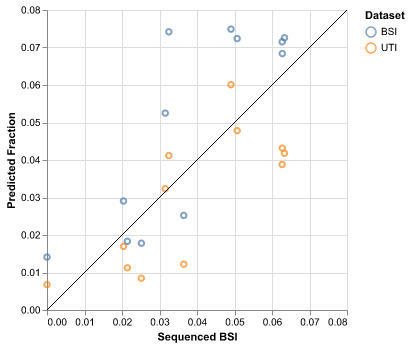 Dataset
BSI
UTI
Predicted Fraction
0.08
0.07
0.06
0.05
0.04
0.03
0.02
0.01
0.00
0.00 0.01 0.02 0.03 0.04 0.05 0.06 0.07 0.08
Sequenced BSI